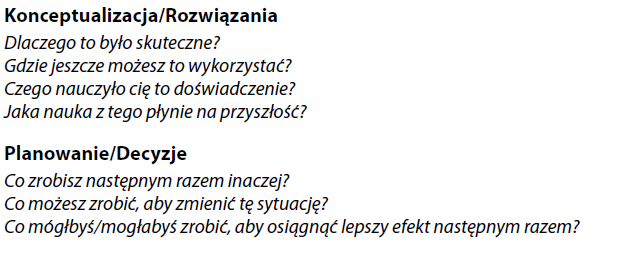 Konceptualizacja/Rozwiązania
Dlaczego to było skuteczne?
Gdzie jeszcze możesz to wykorzystać?
Czego nauczyło cię to doświadczenie?
Jaka nauka z tego płynie na przyszłość?
Planowanie/Decyzje
Co zrobisz następnym razem inaczej?
Co możesz zrobić, aby zmienić tę sytuację?
Co mógłbyś/mogłabyś zrobić, aby osiągnąć lepszy efekt następnym razem?